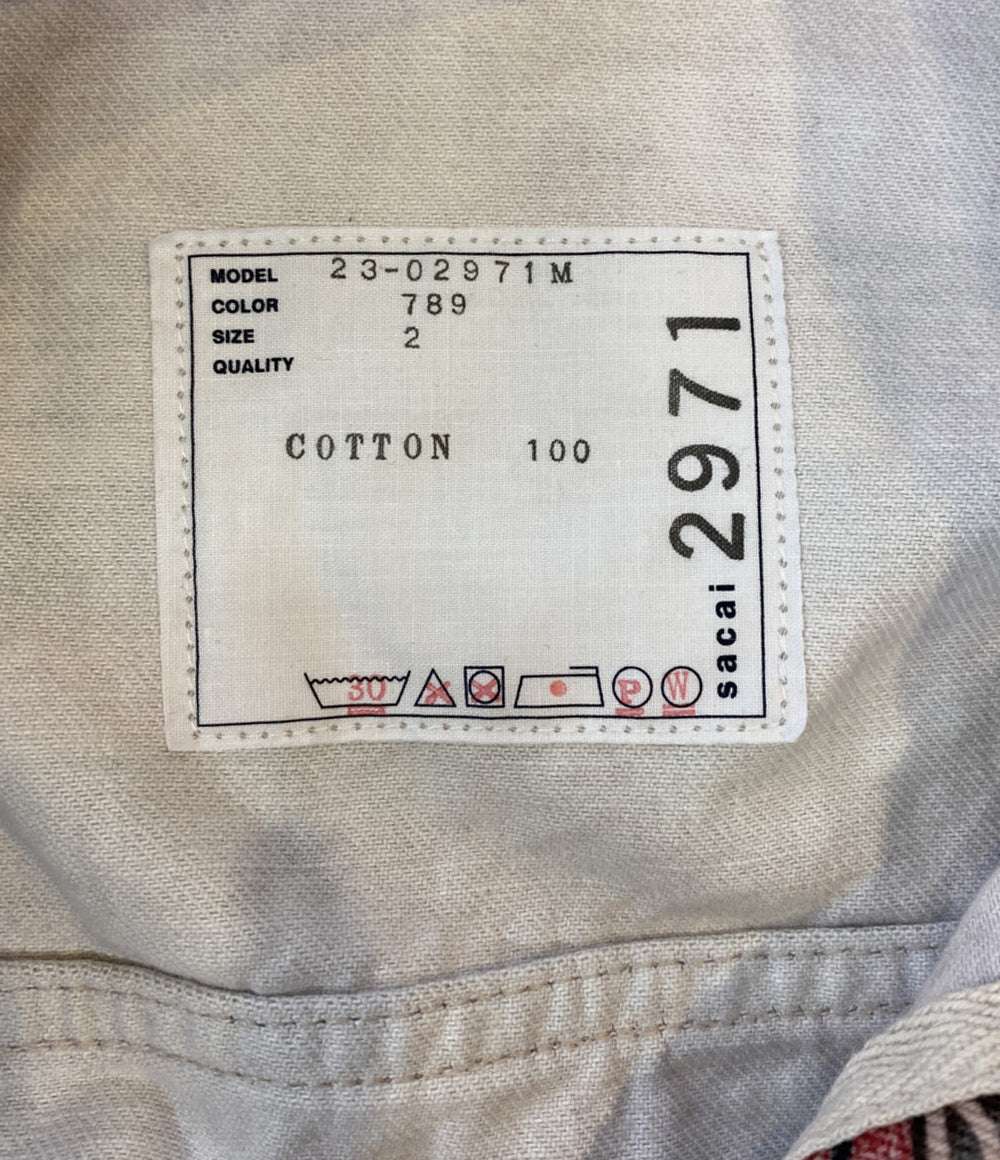 MODEL 23-02971M
COLOR 789
SIZE 2
QUALITY
COTTON 100
sacai 2971
30
P
W